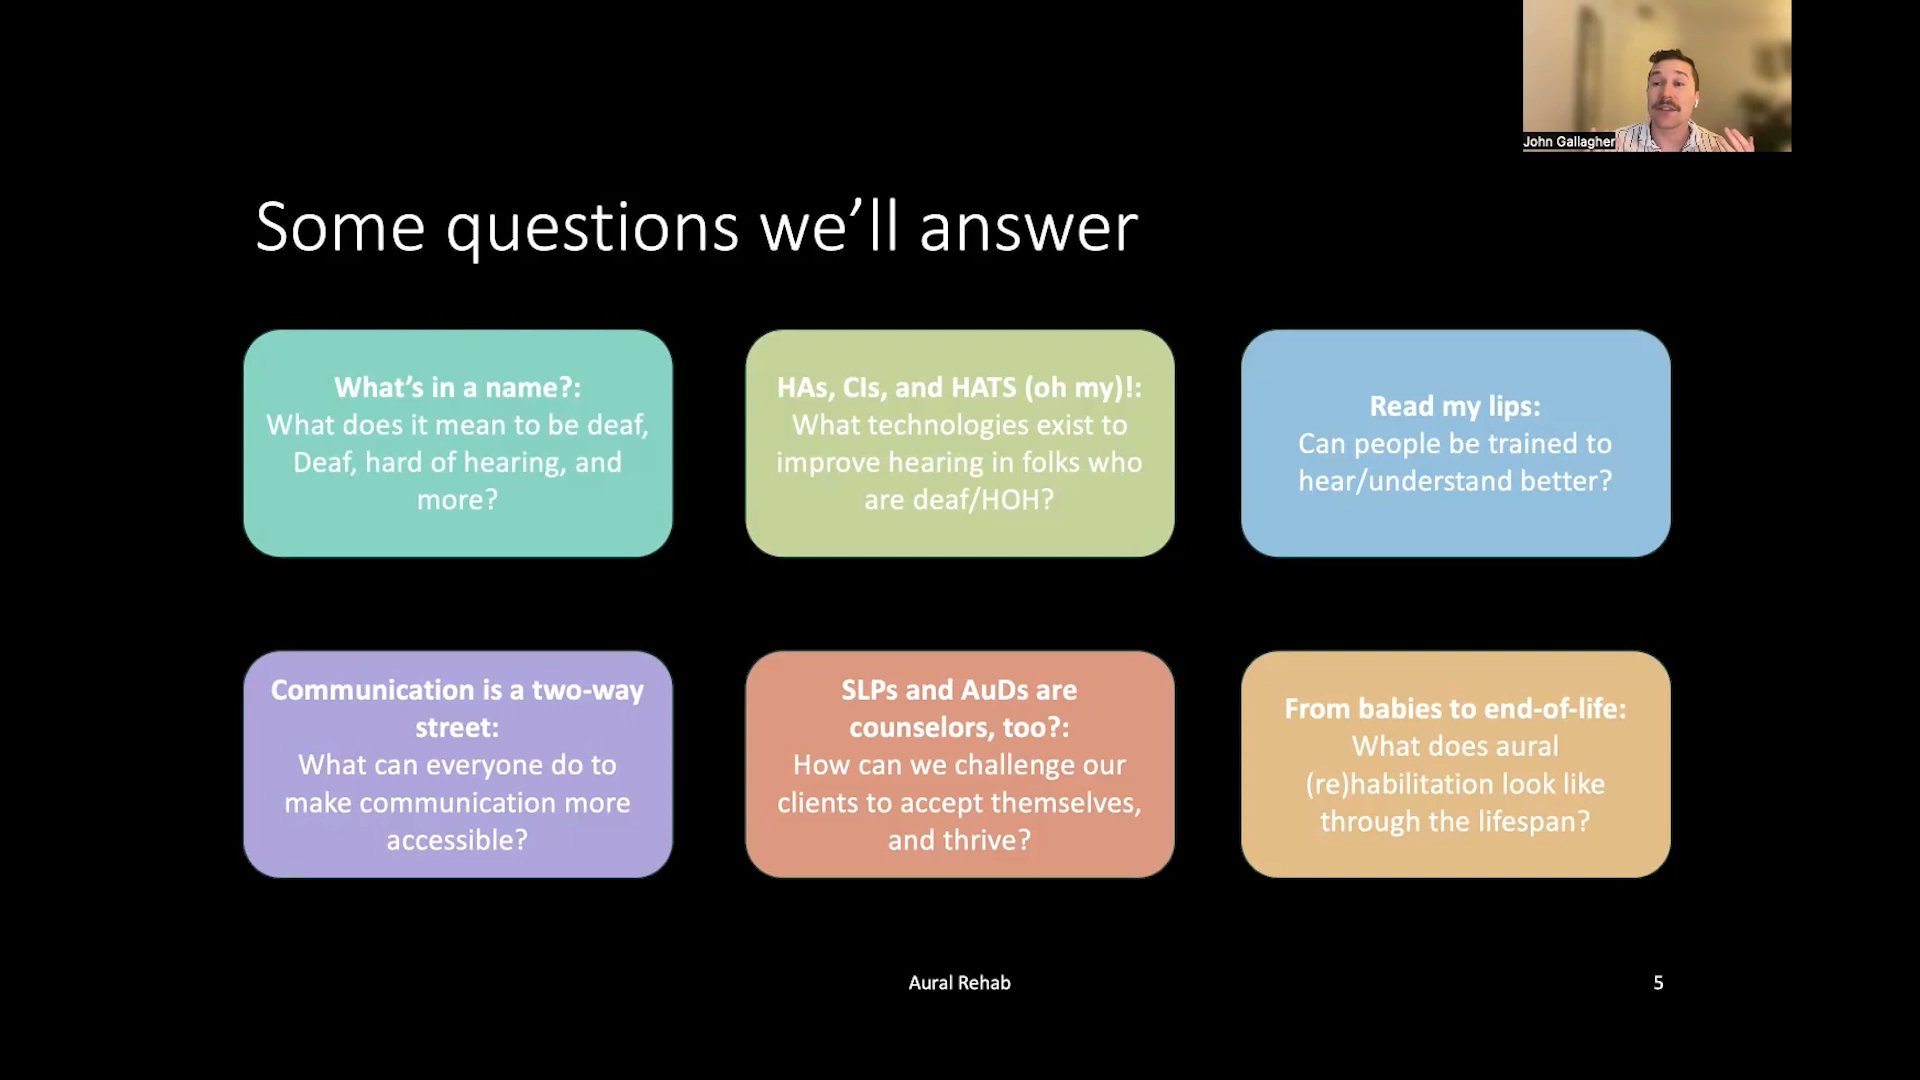 John Gallagher
Some questions we’ll answer
What’s in a name?:
What does it mean to be deaf,
Deaf, hard of hearing, and
more?
HAs, CIs, and HATS (oh my)!:
What technologies exist to
improve hearing in folks who
are deaf/HOH?
Read my lips:
Can people be trained to
hear/understand better?
Communication is a two-way
street:
What can everyone do to
make communication more
accessible?
SLPs and AuDs are
counselors, too?:
How can we challenge our
clients to accept themselves,
and thrive?
From babies to end-of-life:
What does aural
(re)habilitation look like
through the lifespan?
Aural Rehab
5